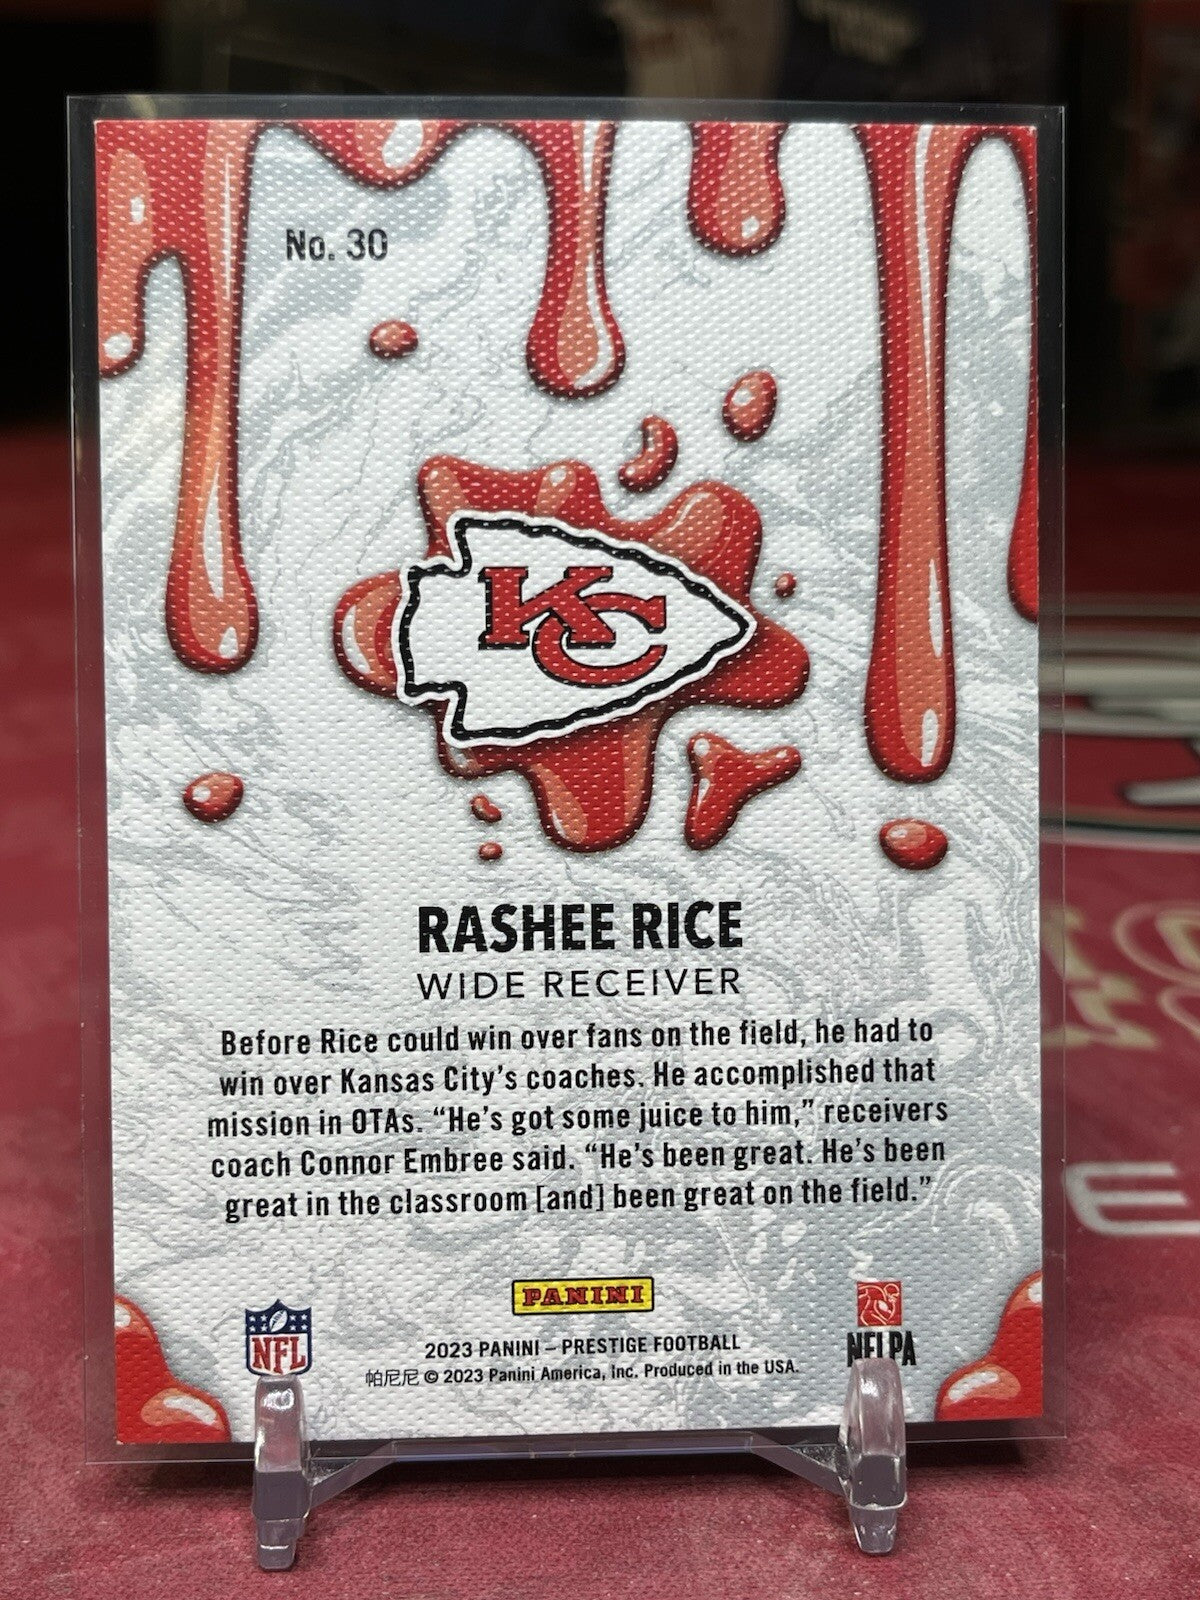 No. 30
KC
RASHEE RICE
WIDE RECEIVER
Before Rice could win over fans on the field, he had to
win over Kansas City's coaches. He accomplished that
mission in OTAs. “He's got some juice to him,” receivers
coach Connor Embree said. “He's been great. He's been
great in the classroom [and] been great on the field.”
PANINI
NFL
NFLPA
2023 PANINI – PRESTIGE FOOTBALL
帕尼尼 © 2023 Panini America, Inc. Produced in the USA.